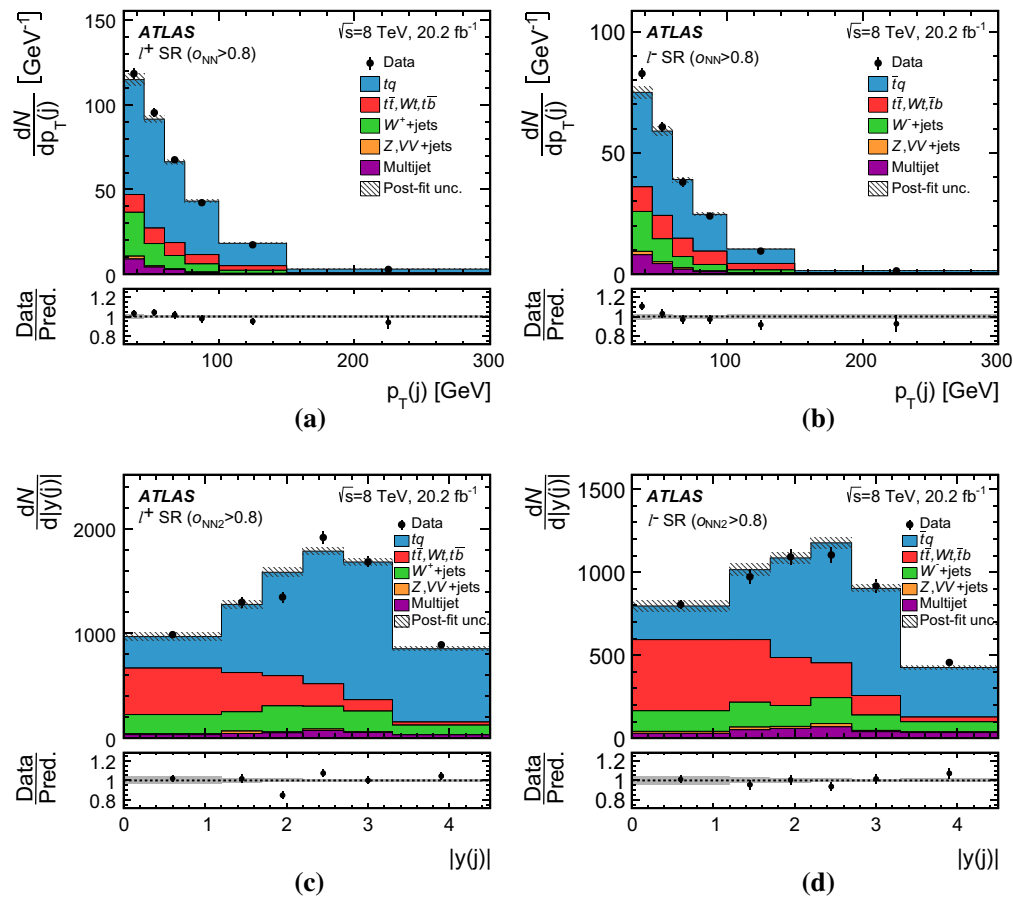 dN
dp_T(j)
[GeV⁻¹]
150
100
50
0
ATLAS
l⁺ SR (o_NN>0.8)
√s=8 TeV, 20.2 fb⁻¹
Data
tq
tt̄,Wt,tb̄
W⁺+jets
Z,VV+jets
Multijet
Post-fit unc.
Data
Pred.
1.2
1
0.8
100 200 300
p_T(j) [GeV]
(a)
dN
dp_T(j)
[GeV⁻¹]
100
50
0
ATLAS
l⁻ SR (o_NN>0.8)
√s=8 TeV, 20.2 fb⁻¹
Data
t̄q
tt̄,Wt,t̄b
W⁻+jets
Z,VV+jets
Multijet
Post-fit unc.
Data
Pred.
1.2
1
0.8
100 200 300
p_T(j) [GeV]
(b)
dN
d|y(j)|
2000
1000
0
ATLAS
l⁺ SR (o_NN2>0.8)
√s=8 TeV, 20.2 fb⁻¹
Data
tq
tt̄,Wt,tb̄
W⁺+jets
Z,VV+jets
Multijet
Post-fit unc.
Data
Pred.
1.2
1
0.8
0 1 2 3 4
|y(j)|
(c)
dN
d|y(j)|
1500
1000
500
0
ATLAS
l⁻ SR (o_NN2>0.8)
√s=8 TeV, 20.2 fb⁻¹
Data
t̄q
tt̄,Wt,t̄b
W⁻+jets
Z,VV+jets
Multijet
Post-fit unc.
Data
Pred.
1.2
1
0.8
0 1 2 3 4
|y(j)|
(d)